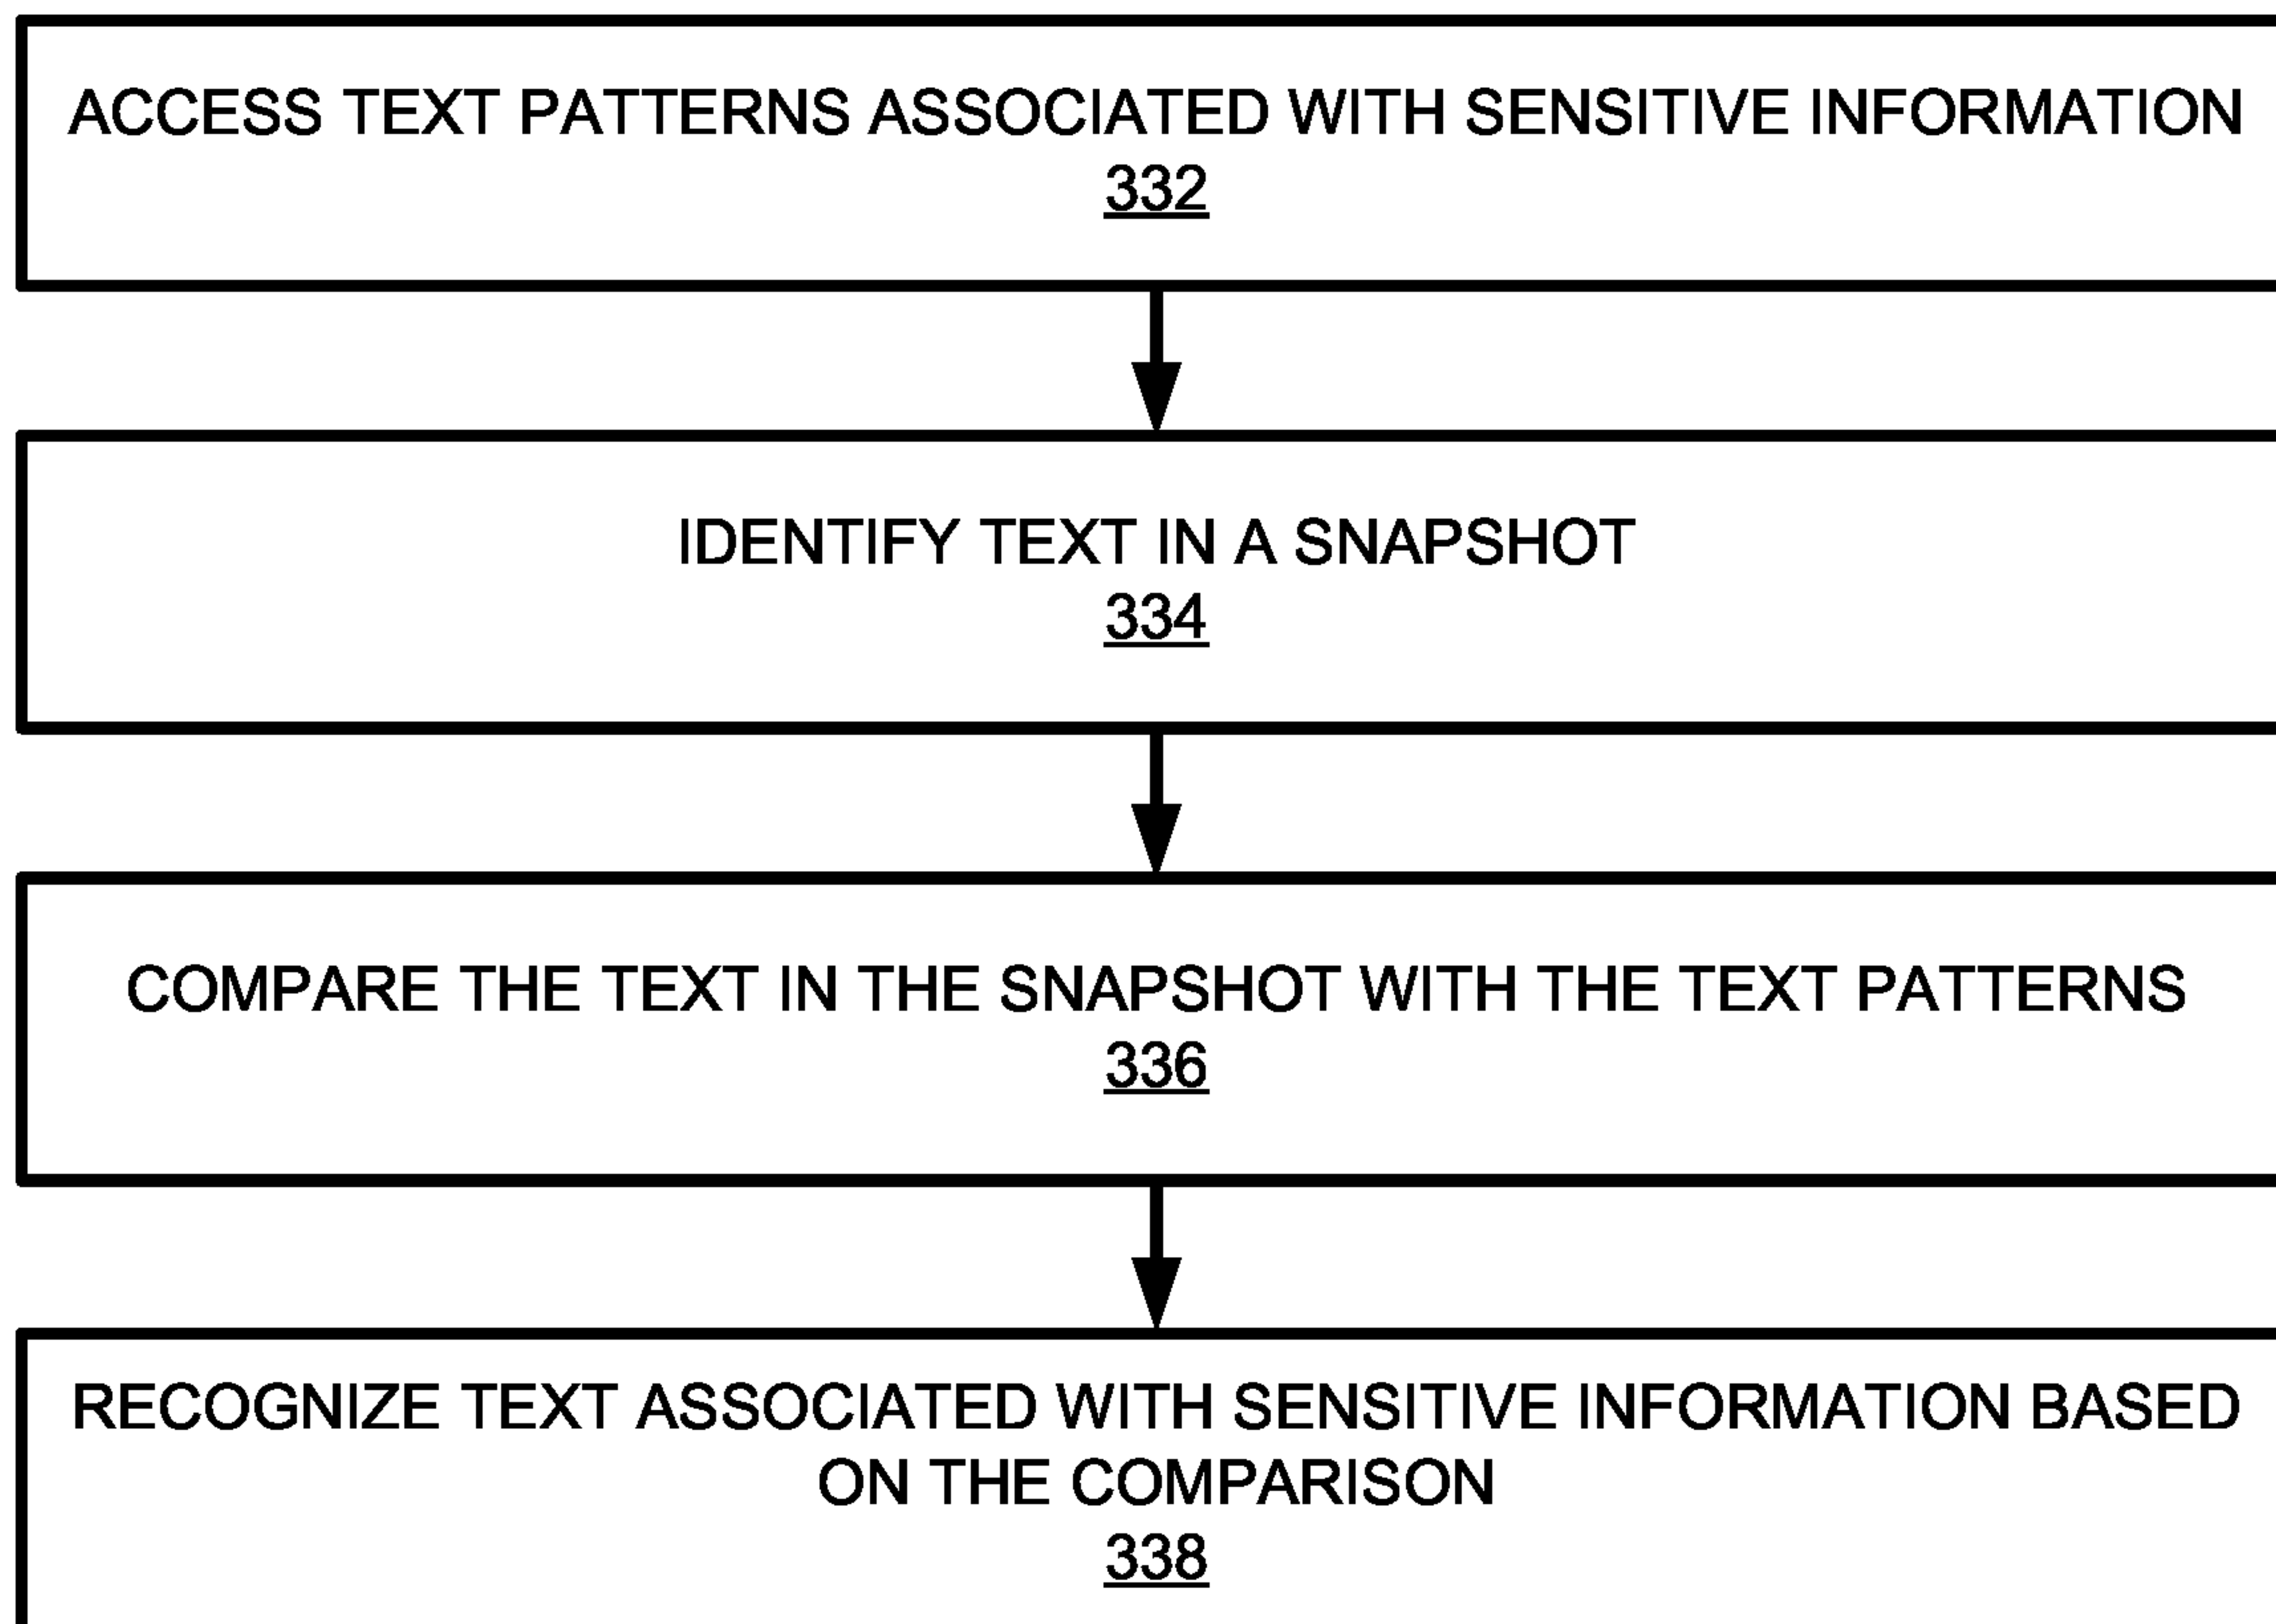 ACCESS TEXT PATTERNS ASSOCIATED WITH SENSITIVE INFORMATION
332
IDENTIFY TEXT IN A SNAPSHOT
334
COMPARE THE TEXT IN THE SNAPSHOT WITH THE TEXT PATTERNS
336
RECOGNIZE TEXT ASSOCIATED WITH SENSITIVE INFORMATION BASED
ON THE COMPARISON
338